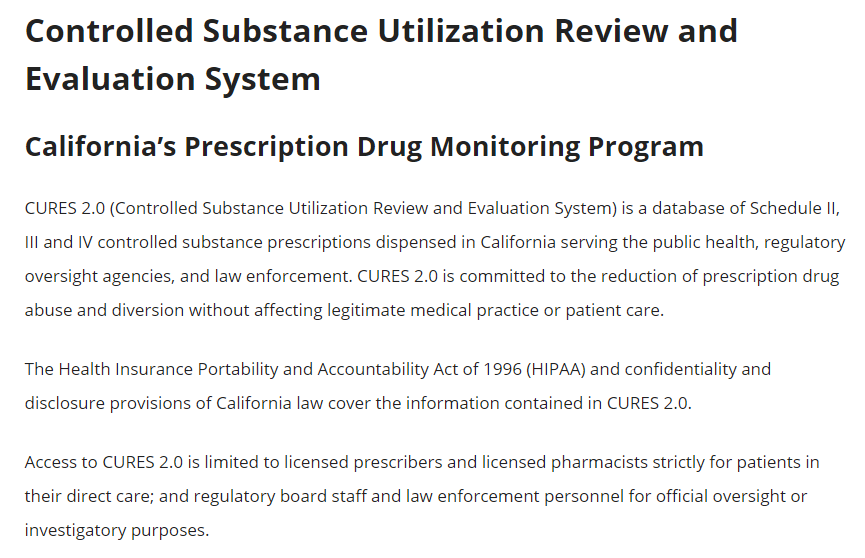 Controlled Substance Utilization Review and
Evaluation System
California’s Prescription Drug Monitoring Program
CURES 2.0 (Controlled Substance Utilization Review and Evaluation System) is a database of Schedule II,
III and IV controlled substance prescriptions dispensed in California serving the public health, regulatory
oversight agencies, and law enforcement. CURES 2.0 is committed to the reduction of prescription drug
abuse and diversion without affecting legitimate medical practice or patient care.
The Health Insurance Portability and Accountability Act of 1996 (HIPAA) and confidentiality and
disclosure provisions of California law cover the information contained in CURES 2.0.
Access to CURES 2.0 is limited to licensed prescribers and licensed pharmacists strictly for patients in
their direct care; and regulatory board staff and law enforcement personnel for official oversight or
investigatory purposes.